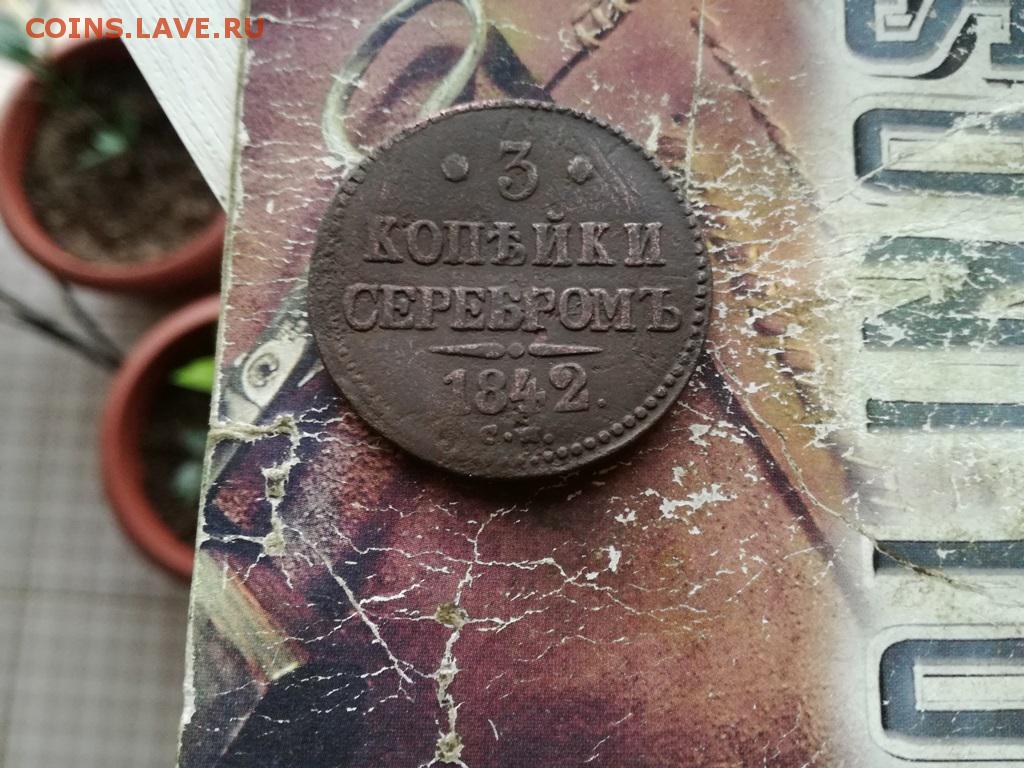 COINS.LAVE.RU
· 3 ·
КОПѢЙКИ
СЕРЕБРОМЪ
1842.
С.М.